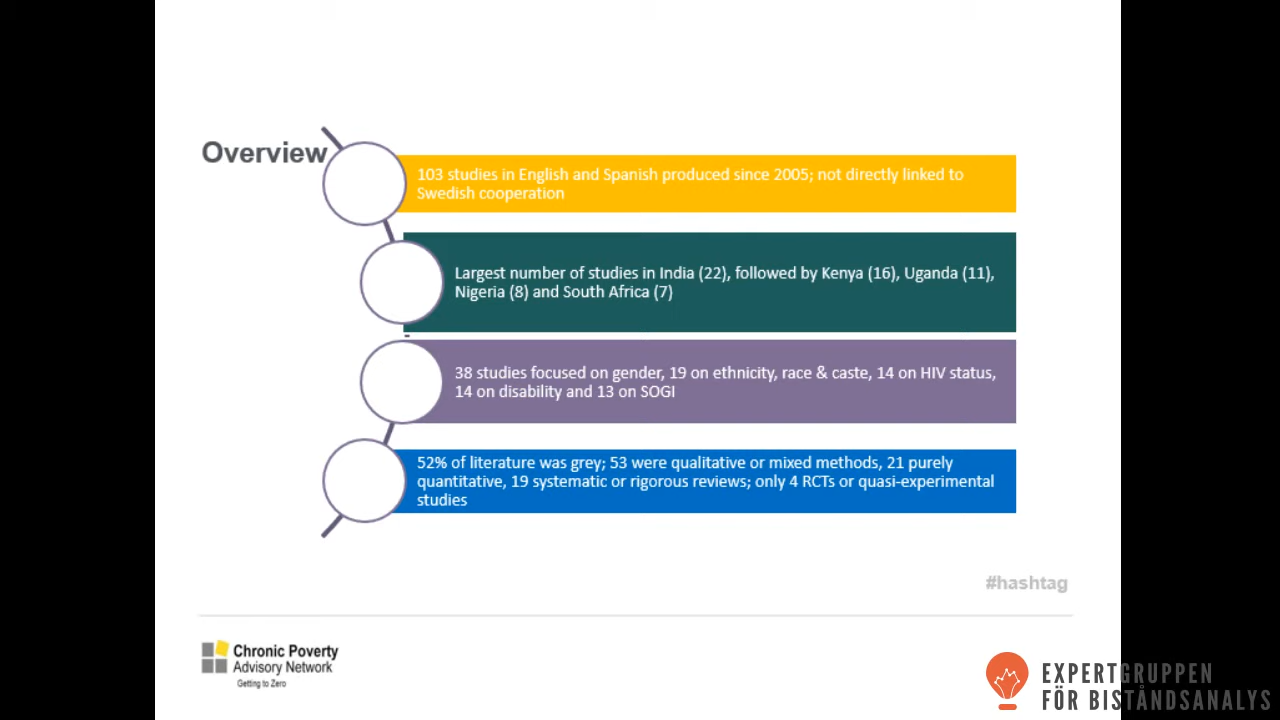 Overview
103 studies in English and Spanish produced since 2005; not directly linked to
Swedish cooperation
Largest number of studies in India (22), followed by Kenya (16), Uganda (11),
Nigeria (8) and South Africa (7)
38 studies focused on gender, 19 on ethnicity, race & caste, 14 on HIV status,
14 on disability and 13 on SOGI
52% of literature was grey; 53 were qualitative or mixed methods, 21 purely
quantitative, 19 systematic or rigorous reviews; only 4 RCTs or quasi-experimental
studies
#hashtag
Chronic Poverty
Advisory Network
Getting to Zero
EXPERTGRUPPEN
FÖR BISTÅNDSANALYS